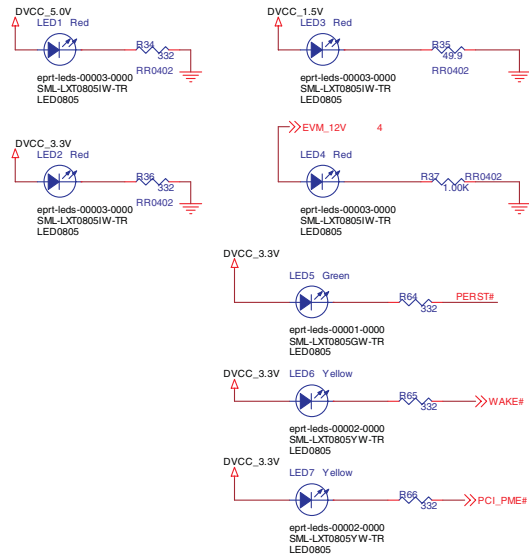 DVCC_5.0V
LED1 Red
R34
332
RR0402
eprt-leds-00003-0000
SML-LXT0805IW-TR
LED0805
DVCC_1.5V
LED3 Red
R35
49.9
RR0402
eprt-leds-00003-0000
SML-LXT0805IW-TR
LED0805
DVCC_3.3V
LED2 Red
R36
332
RR0402
eprt-leds-00003-0000
SML-LXT0805IW-TR
LED0805
EVM_12V 4
LED4 Red
R37
RR0402
1.00K
eprt-leds-00003-0000
SML-LXT0805IW-TR
LED0805
DVCC_3.3V
LED5 Green
R64
332
PERST#
eprt-leds-00001-0000
SML-LXT0805GW-TR
LED0805
DVCC_3.3V
LED6 Yellow
R65
332
WAKE#
eprt-leds-00002-0000
SML-LXT0805YW-TR
LED0805
DVCC_3.3V
LED7 Yellow
R66
332
PCI_PME#
eprt-leds-00002-0000
SML-LXT0805YW-TR
LED0805